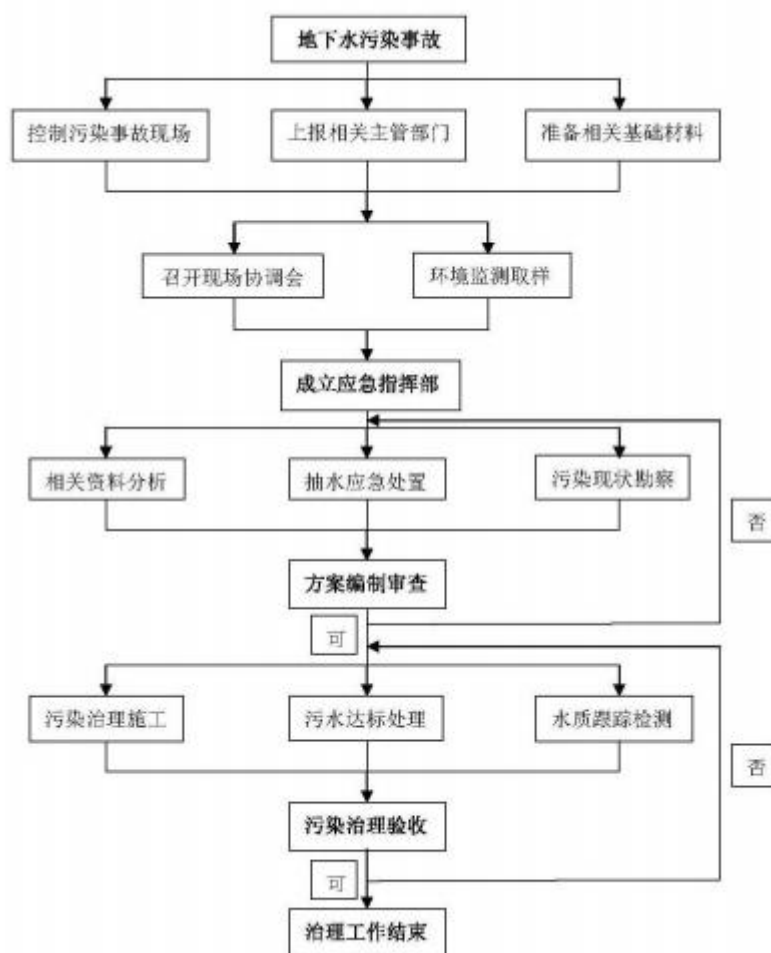 地下水污染事故
控制污染事故现场
上报相关主管部门
准备相关基础材料
召开现场协调会
环境监测取样
成立应急指挥部
相关资料分析
抽水应急处置
污染现状勘察
否
方案编制审查
可
污染治理施工
污水达标处理
水质跟踪检测
否
污染治理验收
可
治理工作结束